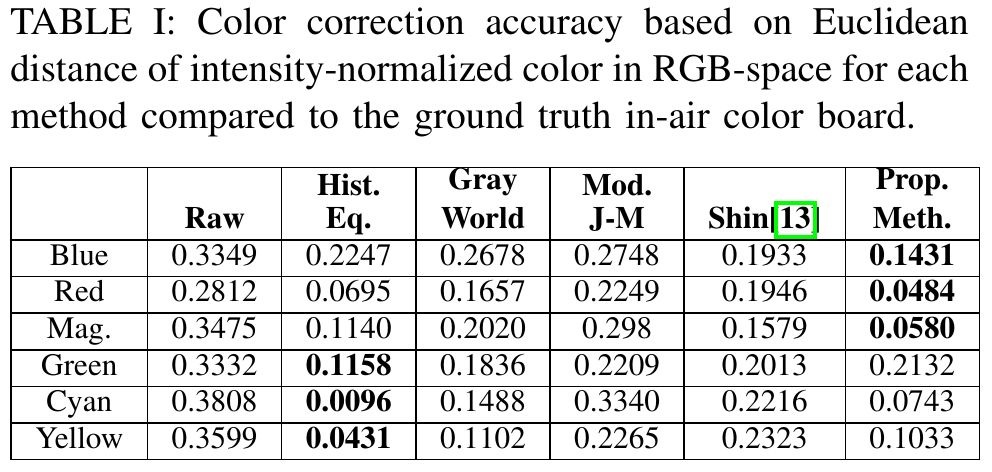 TABLE I: Color correction accuracy based on Euclidean
distance of intensity-normalized color in RGB-space for each
method compared to the ground truth in-air color board.
Raw Hist. Eq. Gray World Mod. J-M Shin[13] Prop. Meth.
Blue 0.3349 0.2247 0.2678 0.2748 0.1933 0.1431
Red 0.2812 0.0695 0.1657 0.2249 0.1946 0.0484
Mag. 0.3475 0.1140 0.2020 0.298 0.1579 0.0580
Green 0.3332 0.1158 0.1836 0.2209 0.2013 0.2132
Cyan 0.3808 0.0096 0.1488 0.3340 0.2216 0.0743
Yellow 0.3599 0.0431 0.1102 0.2265 0.2323 0.1033